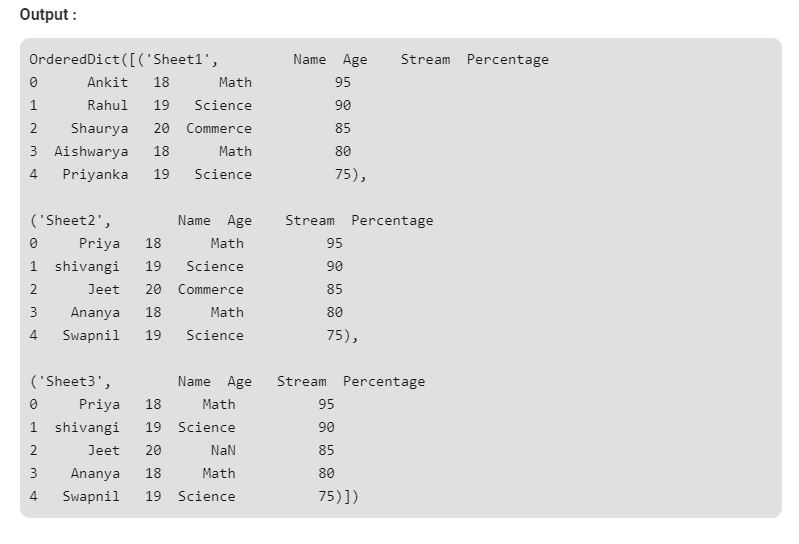 Output :
OrderedDict([('Sheet1',         Name  Age    Stream  Percentage
0      Ankit   18      Math          95
1      Rahul   19   Science          90
2    Shaurya   20  Commerce          85
3  Aishwarya   18      Math          80
4   Priyanka   19   Science          75),
('Sheet2',        Name  Age    Stream  Percentage
0     Priya   18      Math          95
1  shivangi   19   Science          90
2      Jeet   20  Commerce          85
3    Ananya   18      Math          80
4   Swapnil   19   Science          75),
('Sheet3',        Name  Age   Stream  Percentage
0     Priya   18     Math          95
1  shivangi   19  Science          90
2      Jeet   20      NaN          85
3    Ananya   18     Math          80
4   Swapnil   19  Science          75)])